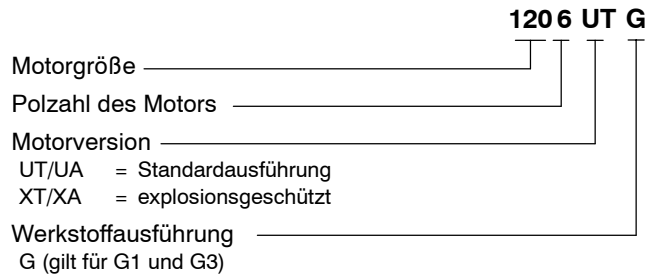 120 6 UT G
Motorgröße
Polzahl des Motors
Motorversion
UT/UA = Standardausführung
XT/XA = explosionsgeschützt
Werkstoffausführung
G (gilt für G1 und G3)